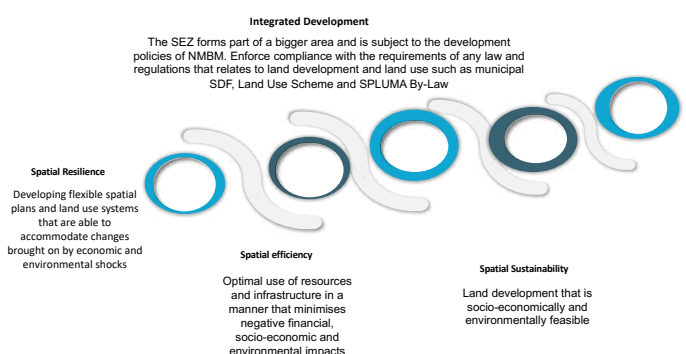 Integrated Development
The SEZ forms part of a bigger area and is subject to the development
policies of NMBM. Enforce compliance with the requirements of any law and
regulations that relates to land development and land use such as municipal
SDF, Land Use Scheme and SPLUMA By-Law
Spatial Resilience
Developing flexible spatial
plans and land use systems
that are able to
accommodate changes
brought on by economic and
environmental shocks
Spatial efficiency
Optimal use of resources
and infrastructure in a
manner that minimises
negative financial,
socio-economic and
environmental impacts
Spatial Sustainability
Land development that is
socio-economically and
environmentally feasible